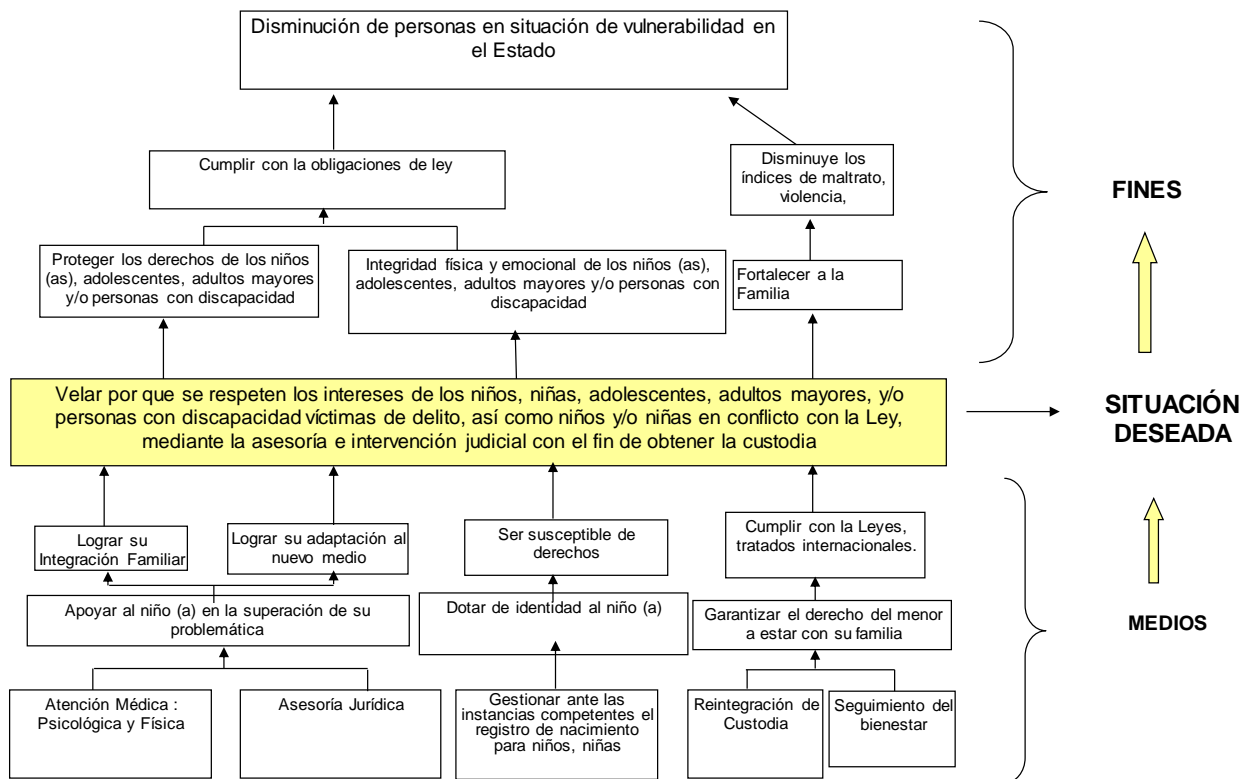 Disminución de personas en situación de vulnerabilidad en
el Estado
Cumplir con la obligaciones de ley
Disminuye los
índices de maltrato,
violencia,
FINES
Proteger los derechos de los niños
(as), adolescentes, adultos mayores
y/o personas con discapacidad
Integridad física y emocional de los niños (as),
adolescentes, adultos mayores y/o personas con
discapacidad
Fortalecer a la
Familia
Velar por que se respeten los intereses de los niños, niñas, adolescentes, adultos mayores, y/o
personas con discapacidad víctimas de delito, así como niños y/o niñas en conflicto con la Ley,
mediante la asesoría e intervención judicial con el fin de obtener la custodia
SITUACIÓN
DESEADA
Lograr su
Integración Familiar
Lograr su adaptación al
nuevo medio
Ser susceptible de
derechos
Cumplir con la Leyes,
tratados internacionales.
Apoyar al niño (a) en la superación de su
problemática
Dotar de identidad al niño (a)
Garantizar el derecho del menor
a estar con su familia
MEDIOS
Atención Médica :
Psicológica y Física
Asesoría Jurídica
Gestionar ante las
instancias competentes el
registro de nacimiento
para niños, niñas
Reintegración de
Custodia
Seguimiento del
bienestar